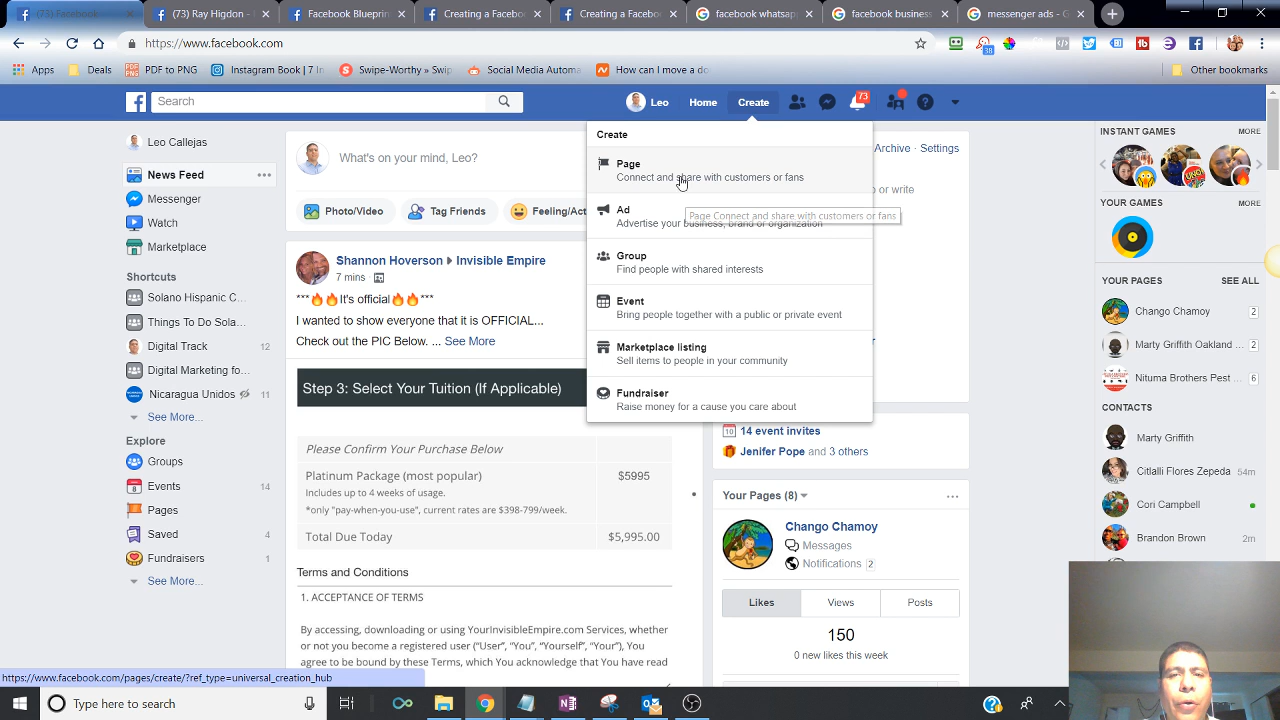 (73) Facebook
(73) Ray Higdon -
Facebook Blueprin
Creating a Facebo
Creating a Facebo
facebook whatsap
facebook business
messenger ads - G
https://www.facebook.com
38
Apps
Deals
PDF to PNG
Instagram Book | 7 In
Swipe-Worthy » Swip
Social Media Automa
How can I move a do
Other bookmarks
Search
Leo
Home
Create
73
Leo Callejas
News Feed
Messenger
Watch
Marketplace
Shortcuts
Solano Hispanic C...
Things To Do Sola...
Digital Track 12
Digital Marketing fo...
Nicaragua Unidos 11
See More...
Explore
Groups
Events 14
Pages
Saved 4
Fundraisers 1
See More...
What's on your mind, Leo?
Photo/Video
Tag Friends
Feeling/Act
Shannon Hoverson ▸ Invisible Empire
7 mins
***🔥🔥It's official🔥🔥***
I wanted to show everyone that it is OFFICIAL...
Check out the PIC Below. ... See More
Step 3: Select Your Tuition (If Applicable)
Please Confirm Your Purchase Below
Platinum Package (most popular) $5995
Includes up to 4 weeks of usage.
*only "pay-when-you-use", current rates are $398-799/week.
Total Due Today $5,995.00
Terms and Conditions
1. ACCEPTANCE OF TERMS
By accessing, downloading or using YourInvisibleEmpire.com Services, whether
or not you become a registered user ("User", "You", "Yourself", "Your"), You
agree to be bound by these Terms, which You acknowledge that You have read
Create
Page
Connect and share with customers or fans
Page Connect and share with customers or fans
Ad
Advertise your business, brand or organization
Group
Find people with shared interests
Event
Bring people together with a public or private event
Marketplace listing
Sell items to people in your community
Fundraiser
Raise money for a cause you care about
Archive · Settings
o or write
14 event invites
Jenifer Pope and 3 others
Your Pages (8)
Chango Chamoy
Messages
Notifications 2
Likes
Views
Posts
150
0 new likes this week
INSTANT GAMES MORE
YOUR GAMES MORE
YOUR PAGES SEE ALL
Chango Chamoy 2
Marty Griffith Oakland ... 2
Nituma Brothers Pest ... 6
CONTACTS
Marty Griffith
Citlalli Flores Zepeda 54m
Cori Campbell
Brandon Brown 2m
https://www.facebook.com/pages/create/?ref_type=universal_creation_hub
Type here to search